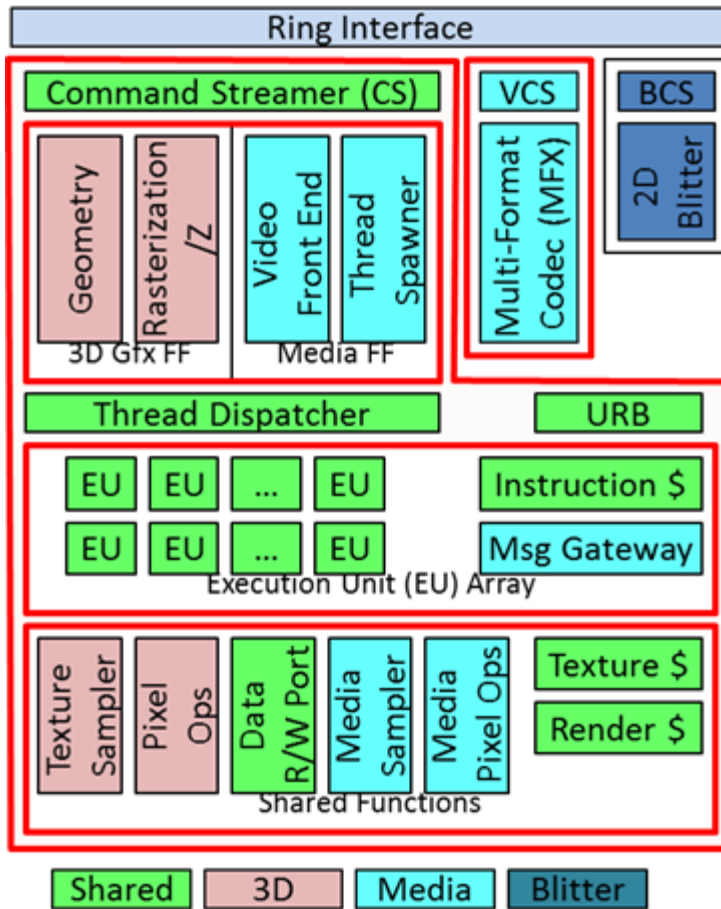 Ring Interface
Command Streamer (CS)
VCS
BCS
Geometry
Rasterization
/Z
Video
Front End
Thread
Spawner
Multi-Format
Codec (MFX)
2D
Blitter
3D Gfx FF
Media FF
Thread Dispatcher
URB
EU
EU
...
EU
Instruction $
EU
EU
...
EU
Msg Gateway
Execution Unit (EU) Array
Texture
Sampler
Pixel
Ops
Data
R/W Port
Media
Sampler
Media
Pixel Ops
Texture $
Render $
Shared Functions
Shared
3D
Media
Blitter